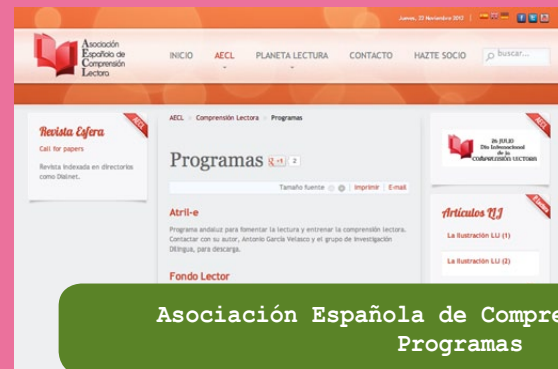 Jueves, 22 Noviembre 2012
Asociación
Española de
Comprensión
Lectora
INICIO AECL PLANETA LECTURA CONTACTO HAZTE SOCIO buscar...
AECL Comprensión Lectora Programas
Revista Esfera
Call for papers
Revista indexada en directorios
como Dialnet.
AECL
Programas +1 2
Tamaño fuente Imprimir E-mail
Atril-e
Programa andaluz para fomentar la lectura y entrenar la comprensión lectora.
Contactar con su autor, Antonio García Velasco y el grupo de investigación
DiLingua, para descarga.
Fondo Lector
AECL
26 JULIO
Día Internacional
de la
COMPRENSIÓN LECTORA
Artículos LIJ
La Ilustración LIJ (1)
La Ilustración LIJ (2)
Asociación Española de Compre
Programas